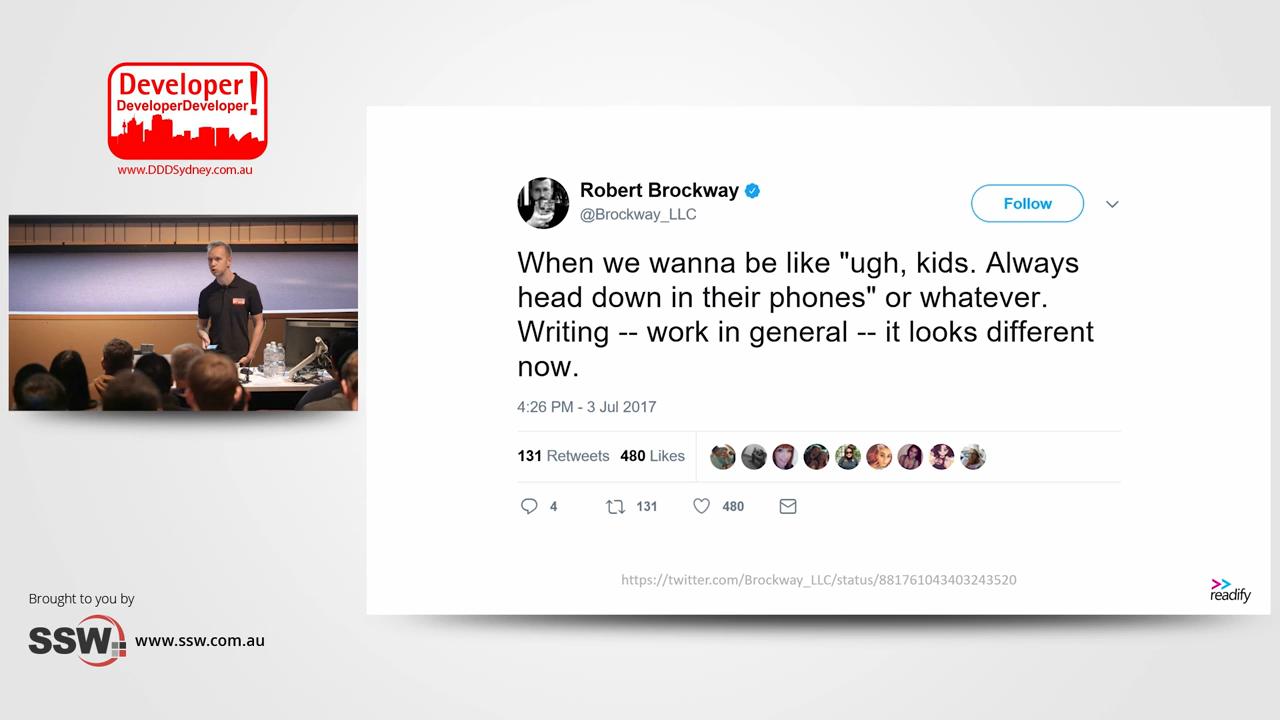 Developer!
DeveloperDeveloper
www.DDDSydney.com.au
Robert Brockway
@Brockway_LLC
Follow
When we wanna be like "ugh, kids. Always
head down in their phones" or whatever.
Writing -- work in general -- it looks different
now.
4:26 PM - 3 Jul 2017
131 Retweets 480 Likes
4 131 480
https://twitter.com/Brockway_LLC/status/881761043403243520
readify
Brought to you by
SSW www.ssw.com.au